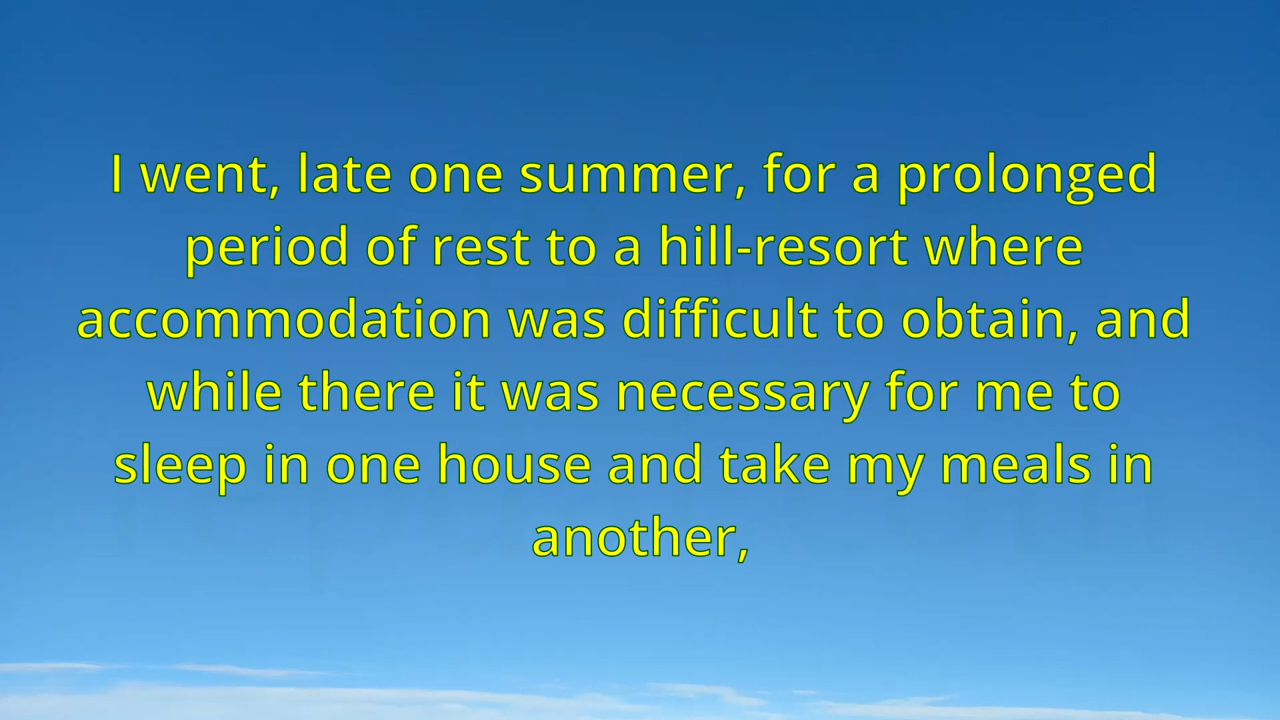 I went, late one summer, for a prolonged
period of rest to a hill-resort where
accommodation was difficult to obtain, and
while there it was necessary for me to
sleep in one house and take my meals in
another,